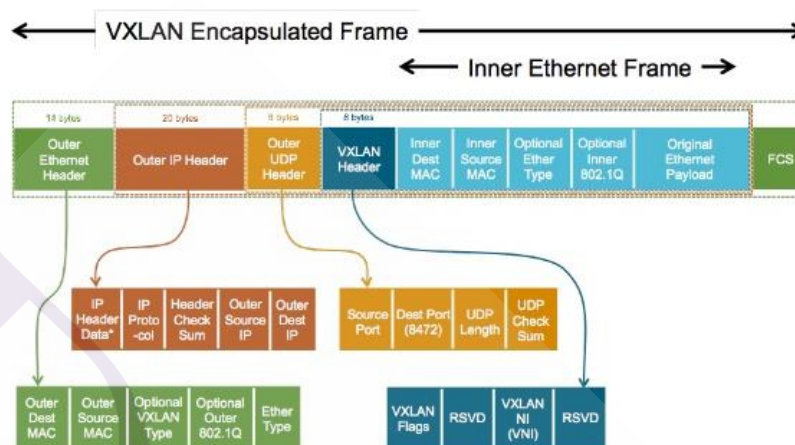 VXLAN Encapsulated Frame
Inner Ethernet Frame
14 bytes
20 bytes
8 bytes
8 bytes
Outer
Ethernet
Header
Outer IP Header
Outer
UDP
Header
VXLAN
Header
Inner
Dest
MAC
Inner
Source
MAC
Optional
Ether
Type
Optional
Inner
802.1Q
Original
Ethernet
Payload
FCS
IP
Header
Data*
IP
Proto
-col
Header
Check
Sum
Outer
Source
IP
Outer
Dest
IP
Source
Port
Dest Port
(8472)
UDP
Length
UDP
Check
Sum
Outer
Dest
MAC
Outer
Source
MAC
Optional
VXLAN
Type
Optional
Outer
802.1Q
Ether
Type
VXLAN
Flags
RSVD
VXLAN
NI
(VNI)
RSVD